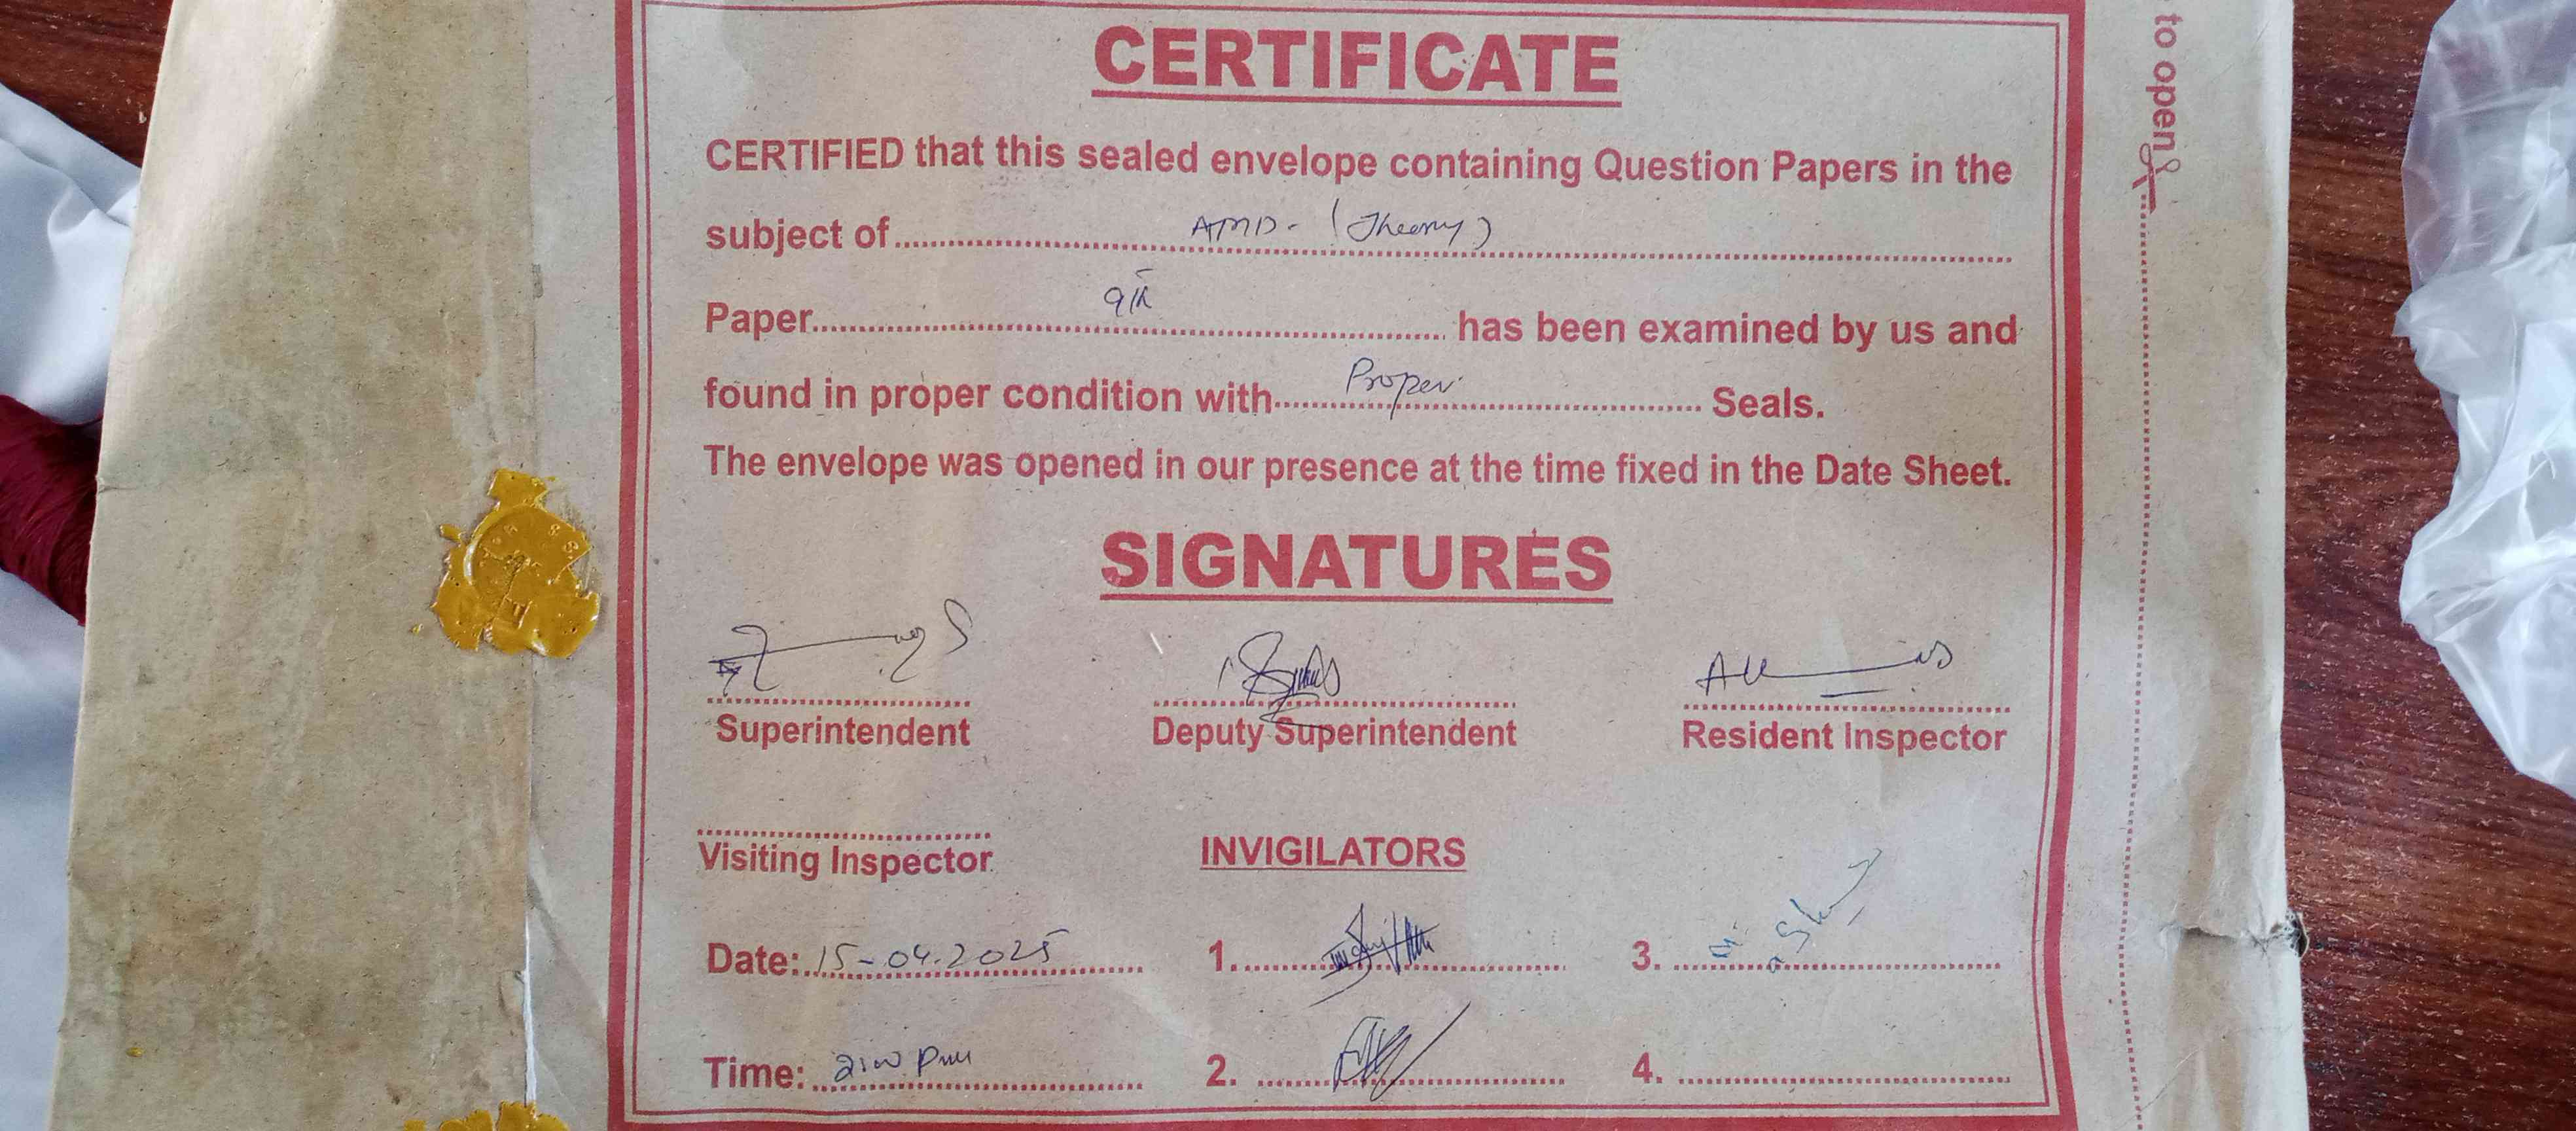 CERTIFICATE
CERTIFIED that this sealed envelope containing Question Papers in the
subject of AMD- (Theory)
Paper 9th has been examined by us and
found in proper condition with Proper Seals.
The envelope was opened in our presence at the time fixed in the Date Sheet.
SIGNATURES
Superintendent Deputy Superintendent Resident Inspector
Visiting Inspector INVIGILATORS
Date: 15-04.2025 1. 3.
Time: 2:00 Pm 2. 4.
to open